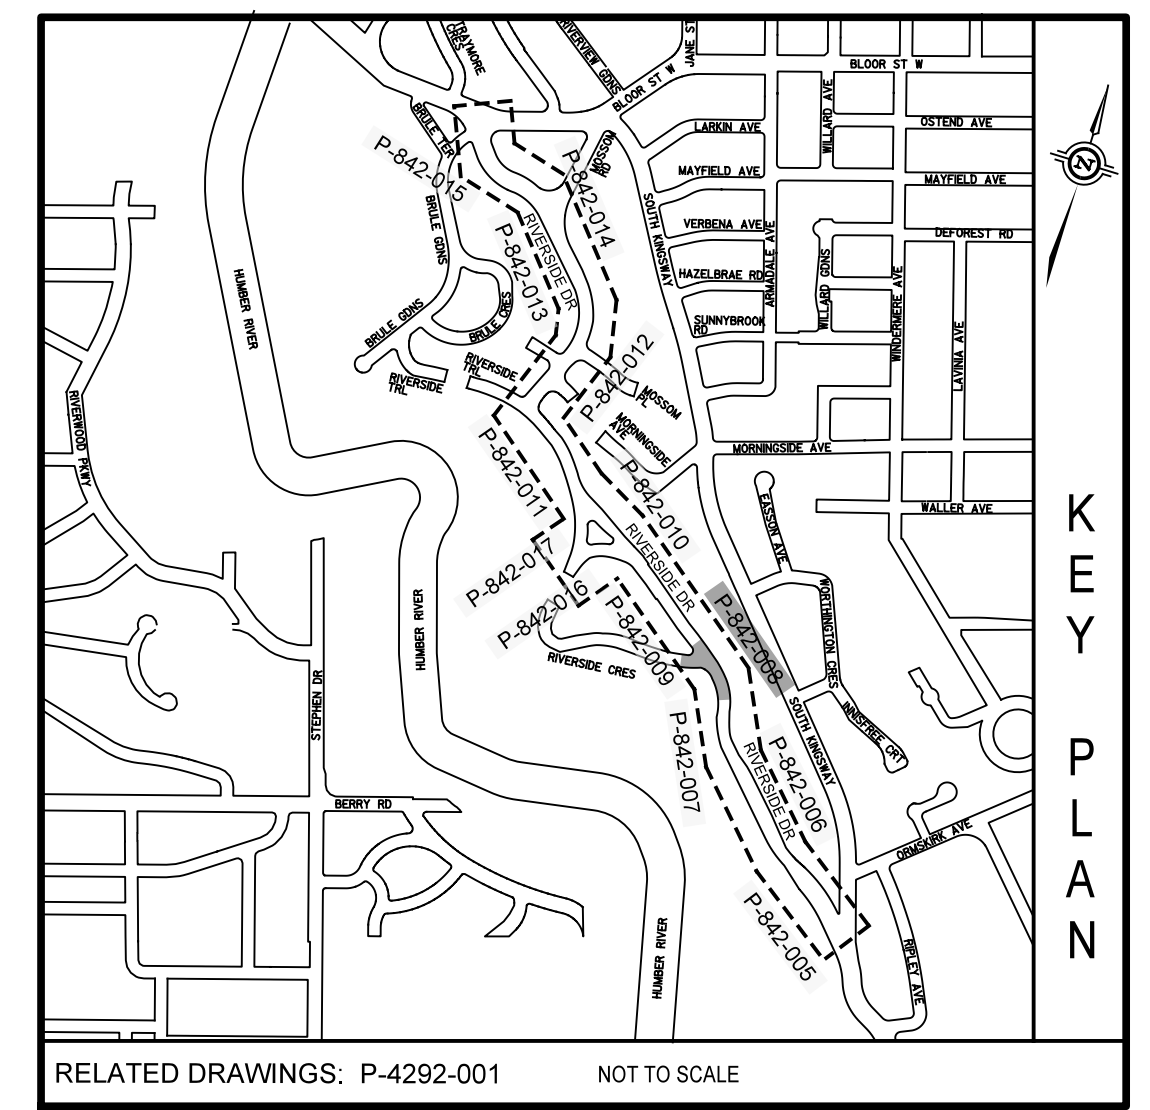 TRAYMORE
CRES
RIVERVIEW GDNS
JANE ST
BLOOR ST W
BLOOR ST W
BRULE TER
LARKIN AVE
WILLARD AVE
OSTEND AVE
N
P-842-015
MOSSOM
RD
P-842-014
MAYFIELD AVE
MAYFIELD AVE
BRULE GDNS
SOUTH KINGSWAY
RIVERSIDE DR
P-842-013
VERBENA AVE
ARMADALE AVE
DEFOREST RD
HUMBER RIVER
HAZELBRAE RD
WILLARD GDNS
WINDERMERE AVE
BRULE GDNS
BRULE CRES
SUNNYBROOK
RD
LAVINIA AVE
P-842-012
RIVERSIDE
TRL
RIVERSIDE
TRL
MOSSOM
PL
RIVERWOOD PKWY
MORNINGSIDE
AVE
MORNINGSIDE AVE
P-842-011
P-842-010
EASSON AVE
WALLER AVE
RIVERSIDE DR
P-842-017
P-842-016
HUMBER RIVER
P-842-009
P-842-008
WORTHINGTON CRES
RIVERSIDE CRES
STEPHEN DR
SOUTH KINGSWAY
INNISFREE CRT
P-842-007
P-842-006
RIVERSIDE DR
BERRY RD
ORMSKIRK AVE
P-842-005
HUMBER RIVER
RIPLEY AVE
KEY PLAN
RELATED DRAWINGS: P-4292-001
NOT TO SCALE